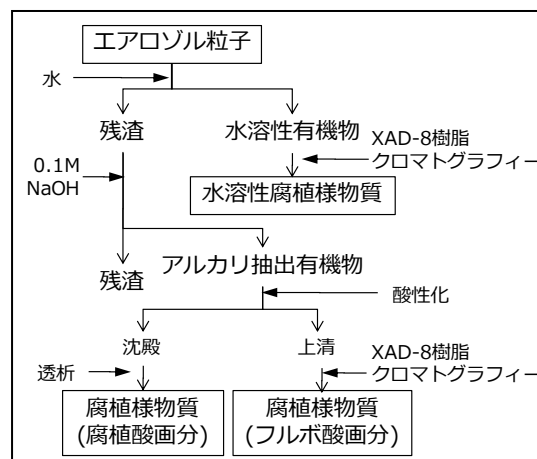 エアロゾル粒子
水
残渣
水溶性有機物
XAD-8樹脂
クロマトグラフィー
0.1M
NaOH
水溶性腐植様物質
残渣
アルカリ抽出有機物
酸性化
沈殿
上清
透析
XAD-8樹脂
クロマトグラフィー
腐植様物質
(腐植酸画分)
腐植様物質
(フルボ酸画分)